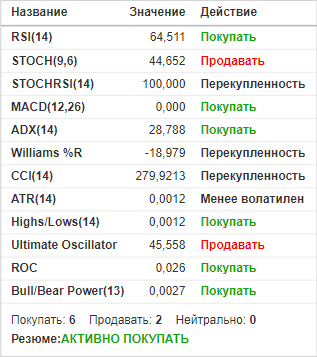 Название Значение Действие
RSI(14) 64,511 Покупать
STOCH(9,6) 44,652 Продавать
STOCHRSI(14) 100,000 Перекупленность
MACD(12,26) 0,000 Покупать
ADX(14) 28,788 Покупать
Williams %R -18,979 Перекупленность
CCI(14) 279,9213 Перекупленность
ATR(14) 0,0012 Менее волатилен
Highs/Lows(14) 0,0012 Покупать
Ultimate Oscillator 45,558 Продавать
ROC 0,026 Покупать
Bull/Bear Power(13) 0,0027 Покупать
Покупать: 6 Продавать: 2 Нейтрально: 0
Резюме:АКТИВНО ПОКУПАТЬ